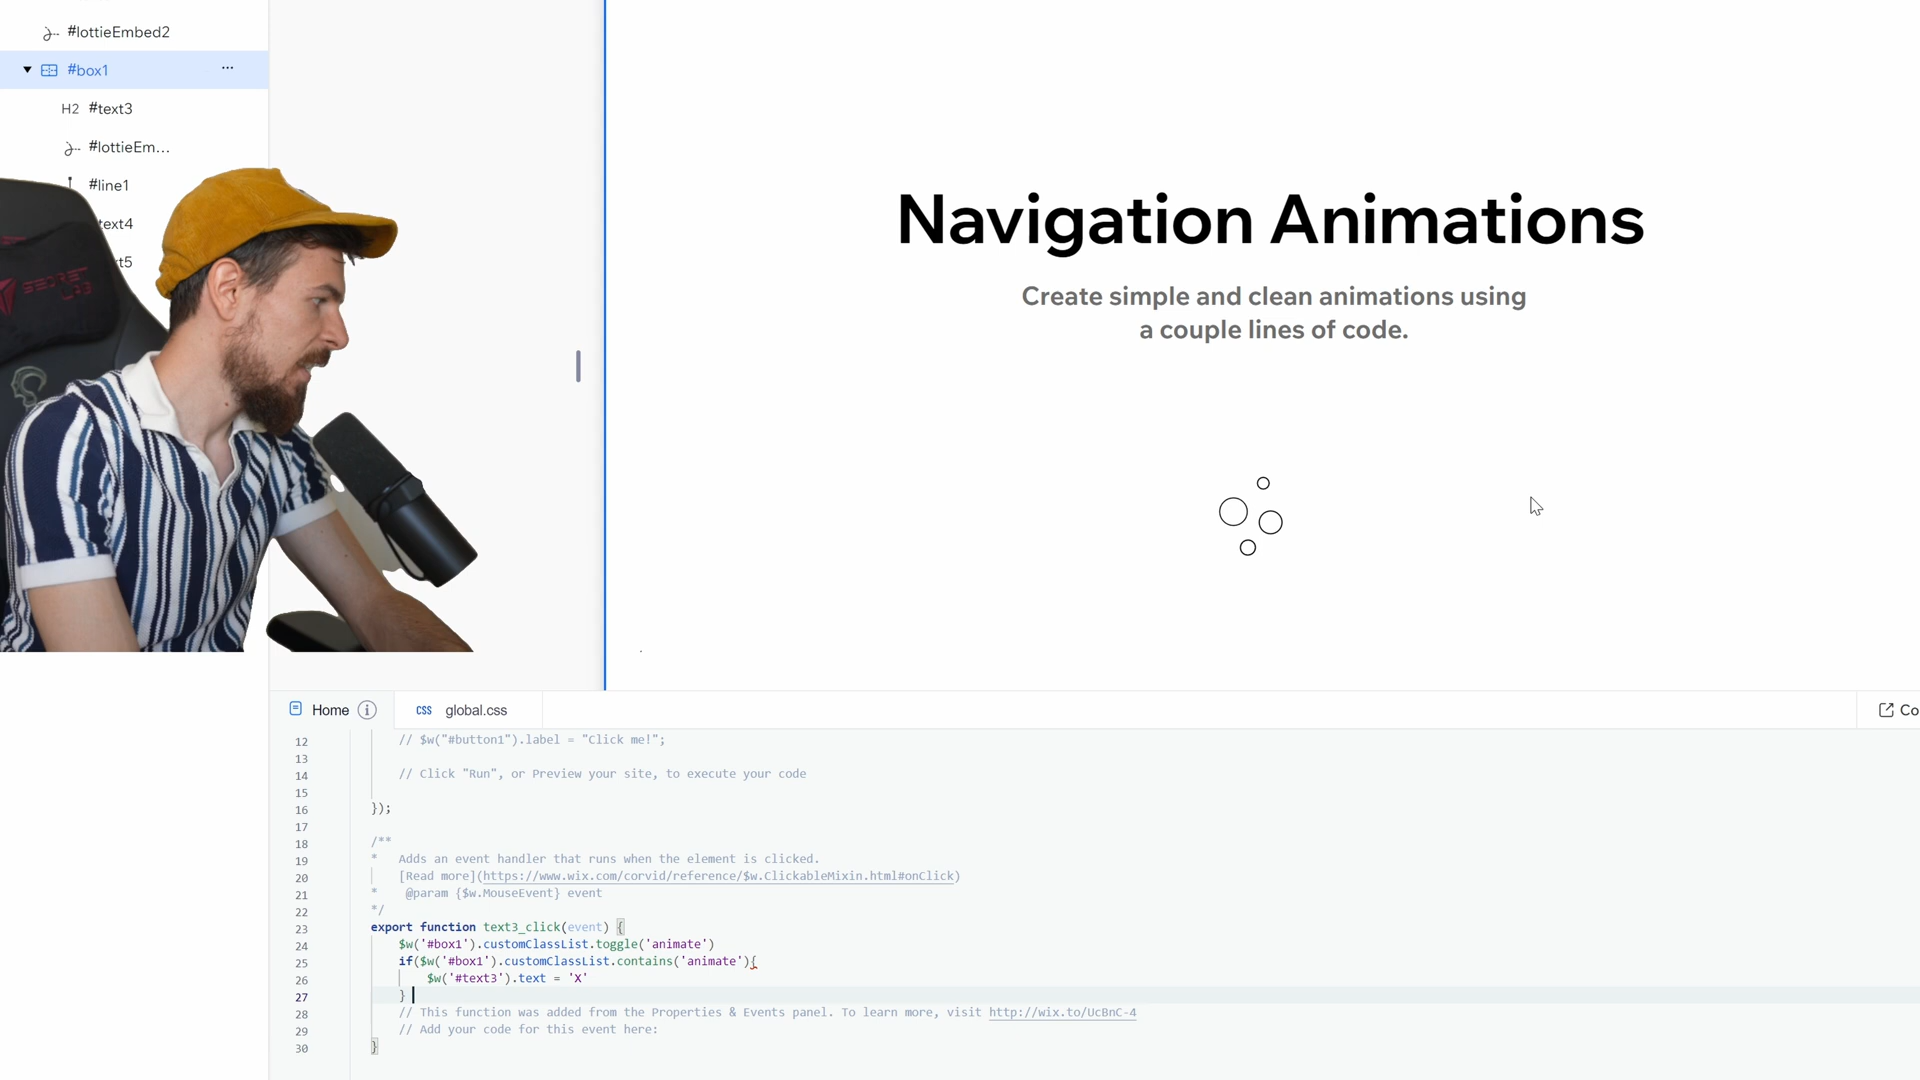 #lottieEmbed2
#box1
...
H2 #text3
#lottieEm...
#line1
text4
xt5
SECRET
LAB
Navigation Animations
Create simple and clean animations using
a couple lines of code.
Home
CSS global.css
Co
12 // $w("#button1").label = "Click me!";
13
14 // Click "Run", or Preview your site, to execute your code
15
16 });
17
18 /**
19 *   Adds an event handler that runs when the element is clicked.
20 [Read more](https://www.wix.com/corvid/reference/$w.ClickableMixin.html#onClick)
21 *    @param {$w.MouseEvent} event
22 */
23 export function text3_click(event) {
24 $w('#box1').customClassList.toggle('animate')
25 if($w('#box1').customClassList.contains('animate'){
26 $w('#text3').text = 'X'
27 }
28 // This function was added from the Properties & Events panel. To learn more, visit http://wix.to/UcBnC-4
29 // Add your code for this event here:
30 }